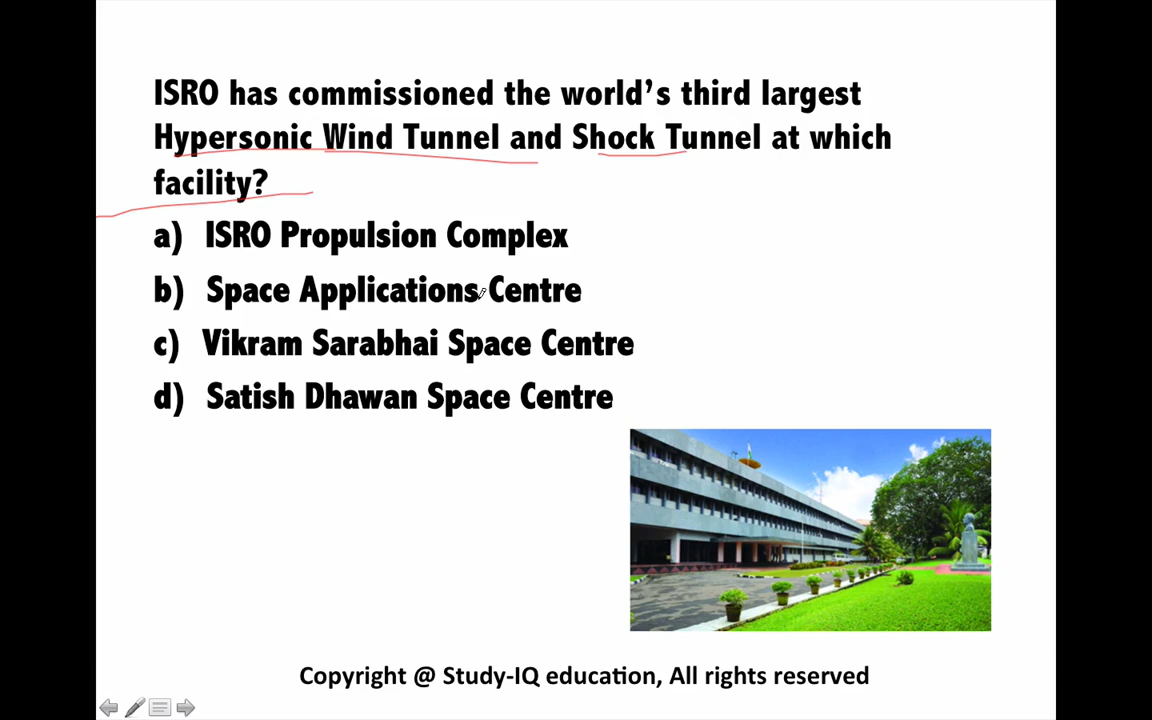 ISRO has commissioned the world's third largest
Hypersonic Wind Tunnel and Shock Tunnel at which
facility?
a) ISRO Propulsion Complex
b) Space Applications Centre
c) Vikram Sarabhai Space Centre
d) Satish Dhawan Space Centre
Copyright @ Study-IQ education, All rights reserved